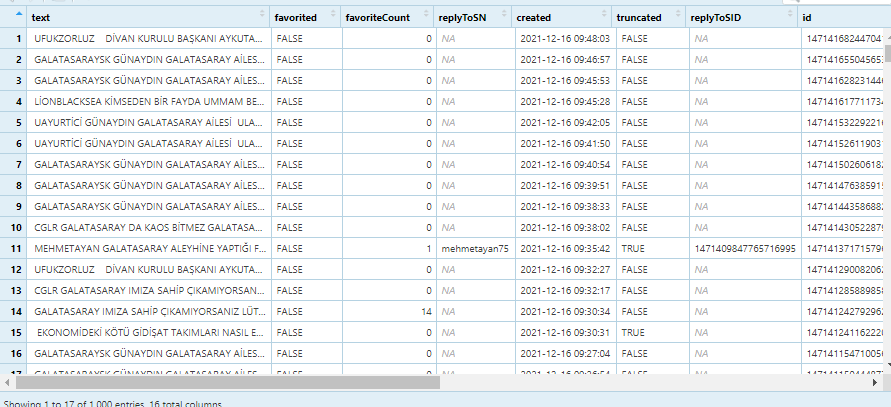 text favorited favoriteCount replyToSN created truncated replyToSID id
1 UFUKZORLUZ DİVAN KURULU BAŞKANI AYKUTA... FALSE 0 NA 2021-12-16 09:48:03 FALSE NA 14714168244704
2 GALATASARAYSK GÜNAYDIN GALATASARAY AİLES... FALSE 0 NA 2021-12-16 09:46:57 FALSE NA 1471416550456
3 GALATASARAYSK GÜNAYDIN GALATASARAY AİLES... FALSE 0 NA 2021-12-16 09:45:53 FALSE NA 1471416282314
4 LİONBLACKSEA KİMSEDEN BİR FAYDA UMMAM BE... FALSE 0 NA 2021-12-16 09:45:28 FALSE NA 1471416177117
5 UAYURTİCİ GÜNAYDIN GALATASARAY AİLESİ ULA... FALSE 0 NA 2021-12-16 09:42:05 FALSE NA 1471415322922
6 UAYURTİCİ GÜNAYDIN GALATASARAY AİLESİ ULA... FALSE 0 NA 2021-12-16 09:41:50 FALSE NA 1471415261190
7 GALATASARAYSK GÜNAYDIN GALATASARAY AİLES... FALSE 0 NA 2021-12-16 09:40:54 FALSE NA 1471415026061
8 GALATASARAYSK GÜNAYDIN GALATASARAY AİLES... FALSE 0 NA 2021-12-16 09:39:51 FALSE NA 1471414763859
9 GALATASARAYSK GÜNAYDIN GALATASARAY AİLES... FALSE 0 NA 2021-12-16 09:38:33 FALSE NA 1471414435868
10 CGLR GALATASARAY DA KAOS BİTMEZ GALATASA... FALSE 0 NA 2021-12-16 09:38:02 FALSE NA 1471414305228
11 MEHMETAYAN GALATASARAY ALEYHİNE YAPTIĞI F... FALSE 1 mehmetayan75 2021-12-16 09:35:42 TRUE 1471409847765716995 1471413717157
12 UFUKZORLUZ DİVAN KURULU BAŞKANI AYKUTA... FALSE 0 NA 2021-12-16 09:32:27 FALSE NA 1471412900820
13 CGLR GALATASARAY IMIZA SAHİP ÇIKAMIYORSAN... FALSE 0 NA 2021-12-16 09:32:17 FALSE NA 1471412858898
14 GALATASARAY IMIZA SAHİP ÇIKAMIYORSANIZ LÜT... FALSE 14 NA 2021-12-16 09:30:34 FALSE NA 1471412427929
15 EKONOMİDEKİ KÖTÜ GİDİŞAT TAKIMLARI NASIL E... FALSE 0 NA 2021-12-16 09:30:31 TRUE NA 1471412411622
16 GALATASARAYSK GÜNAYDIN GALATASARAY AİLES... FALSE 0 NA 2021-12-16 09:27:04 FALSE NA 1471411547100
Showing 1 to 17 of 1,000 entries, 16 total columns